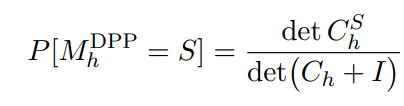 P[M_h^{DPP} = S] = \frac{\det C_h^S}{\det(C_h + I)}